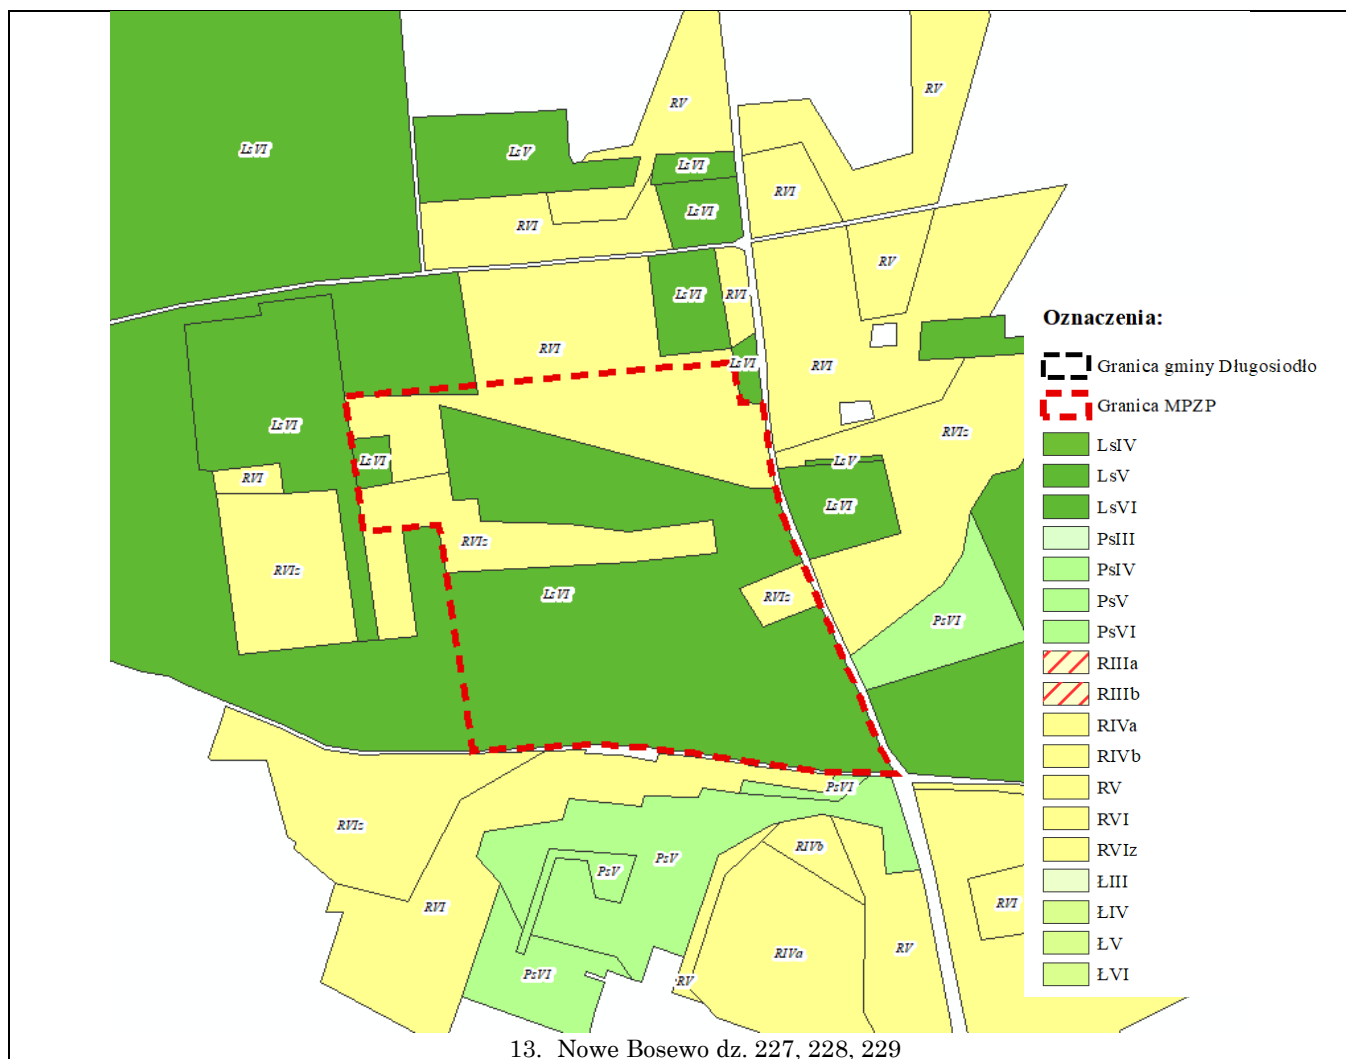 RV
RV
LsVI
LsV
LsVI
RVI
LsVI
RVI
RV
LsVI
RVI
Oznaczenia:
RVI
LsVI
RVI
Granica gminy Długosiodło
Granica MPZP
LsVI
RVIz
LsIV
LsVI
LsV
RVI
LsV
LsVI
LsVI
RVIz
PsIII
RVIz
PsIV
LsVI
RVIz
PsV
PsVI
PsVI
RIIIa
RIIIb
RIVa
RIVb
PsVI
RV
RVIz
RVI
RIVb
PsV
RVIz
PsV
ŁIII
RVI
RVI
ŁIV
RV
ŁV
RIVa
PsVI
RV
ŁVI
13. Nowe Bosewo dz. 227, 228, 229